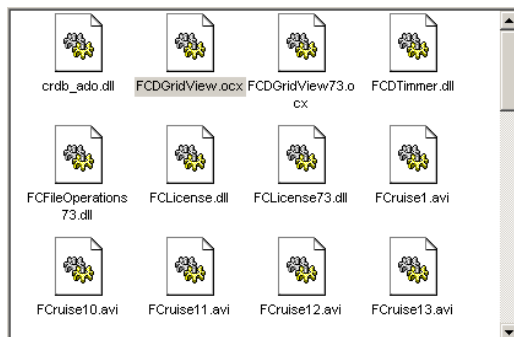 crdb_ado.dll
FCDGridView.ocx
FCDGridView73.o
cx
FCDTimmer.dll
FCFileOperations
73.dll
FCLicense.dll
FCLicense73.dll
FCruise1.avi
FCruise10.avi
FCruise11.avi
FCruise12.avi
FCruise13.avi